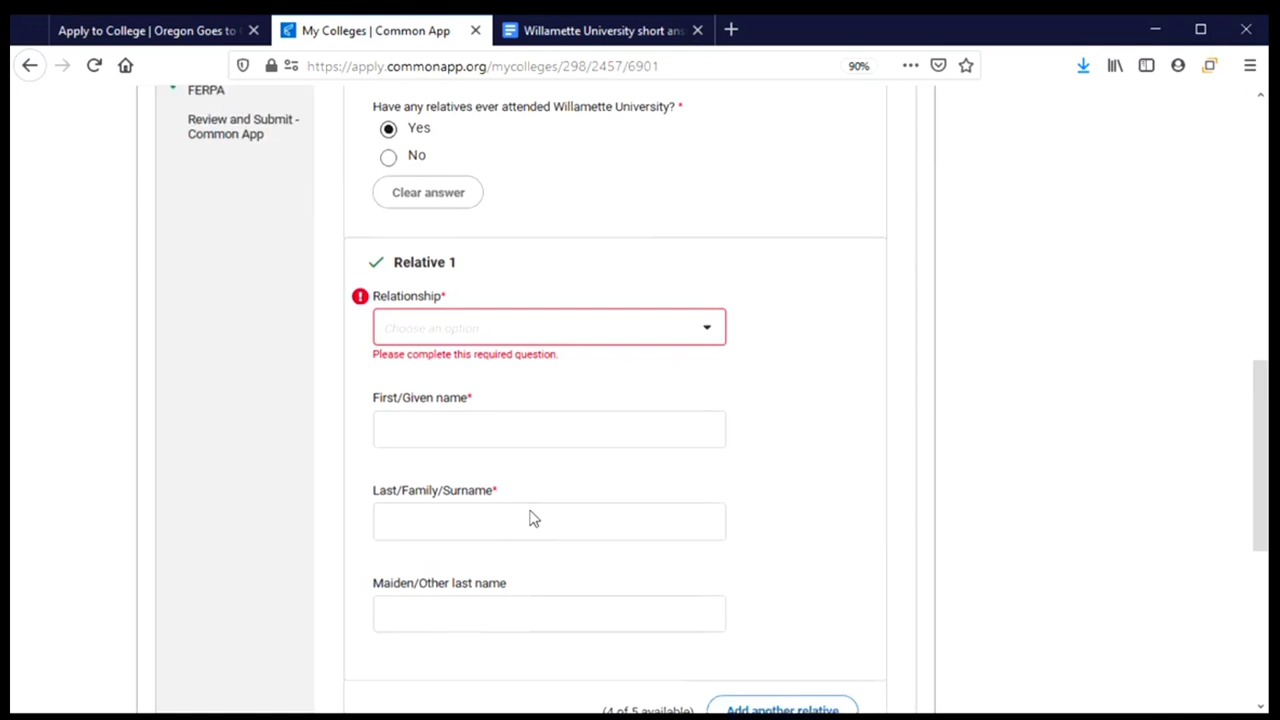 Apply to College | Oregon Goes to
My Colleges | Common App
Willamette University short ans
https://apply.commonapp.org/mycolleges/298/2457/6901
90%
FERPA
Review and Submit -
Common App
Have any relatives ever attended Willamette University? *
Yes
No
Clear answer
Relative 1
Relationship*
Choose an option
Please complete this required question.
First/Given name*
Last/Family/Surname*
Maiden/Other last name
(4 of 5 available)
Add another relative